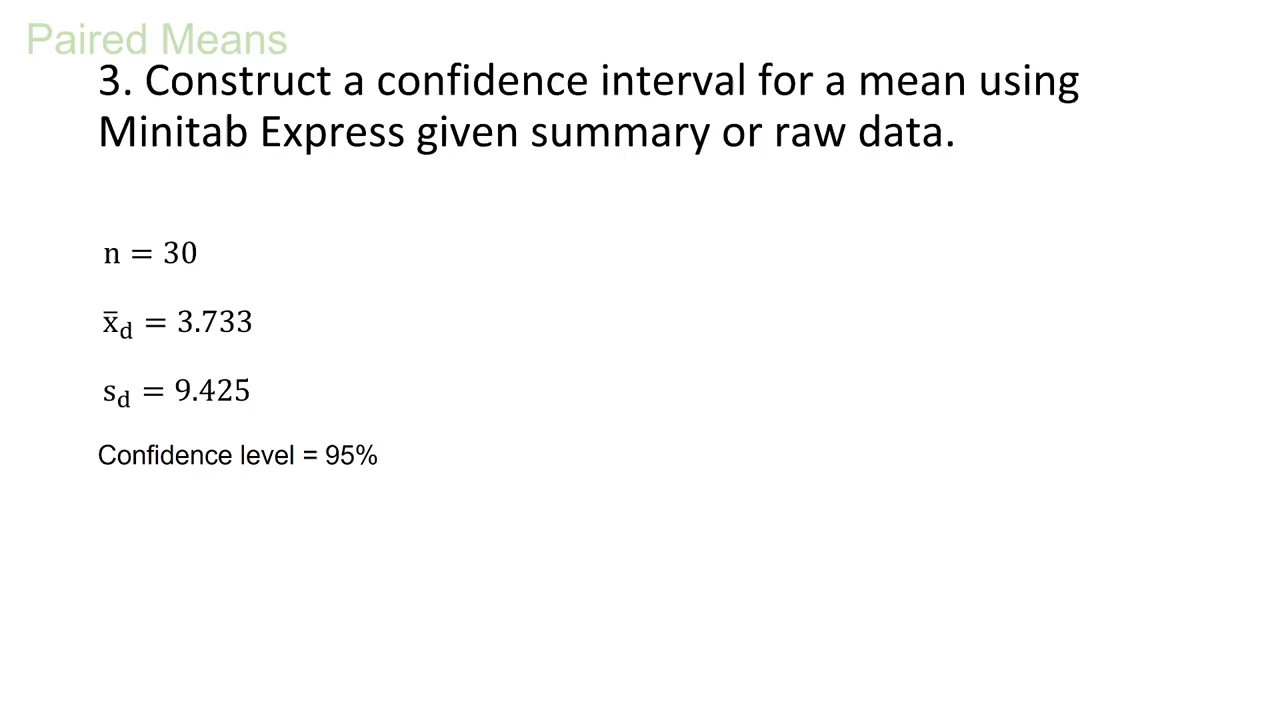 Paired Means
3. Construct a confidence interval for a mean using
Minitab Express given summary or raw data.
n = 30
x̅d = 3.733
sd = 9.425
Confidence level = 95%